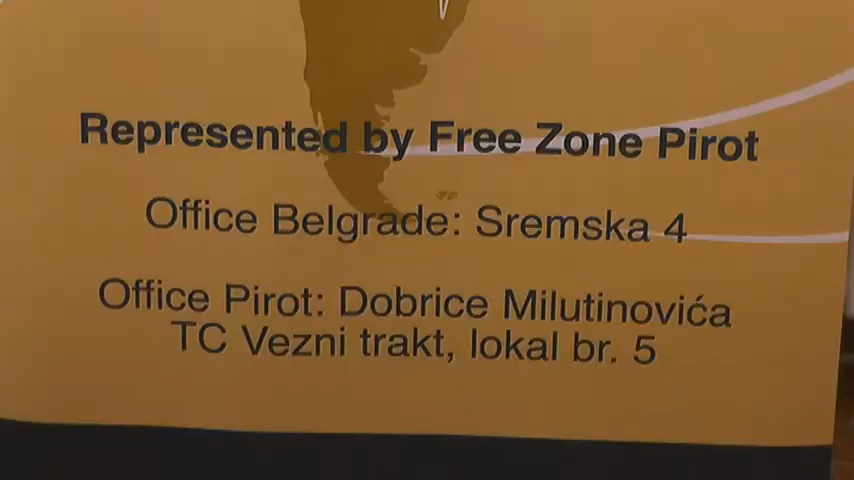 Represented by Free Zone Pirot
Office Belgrade: Sremska 4
Office Pirot: Dobrice Milutinovića
TC Vezni trakt, lokal br. 5